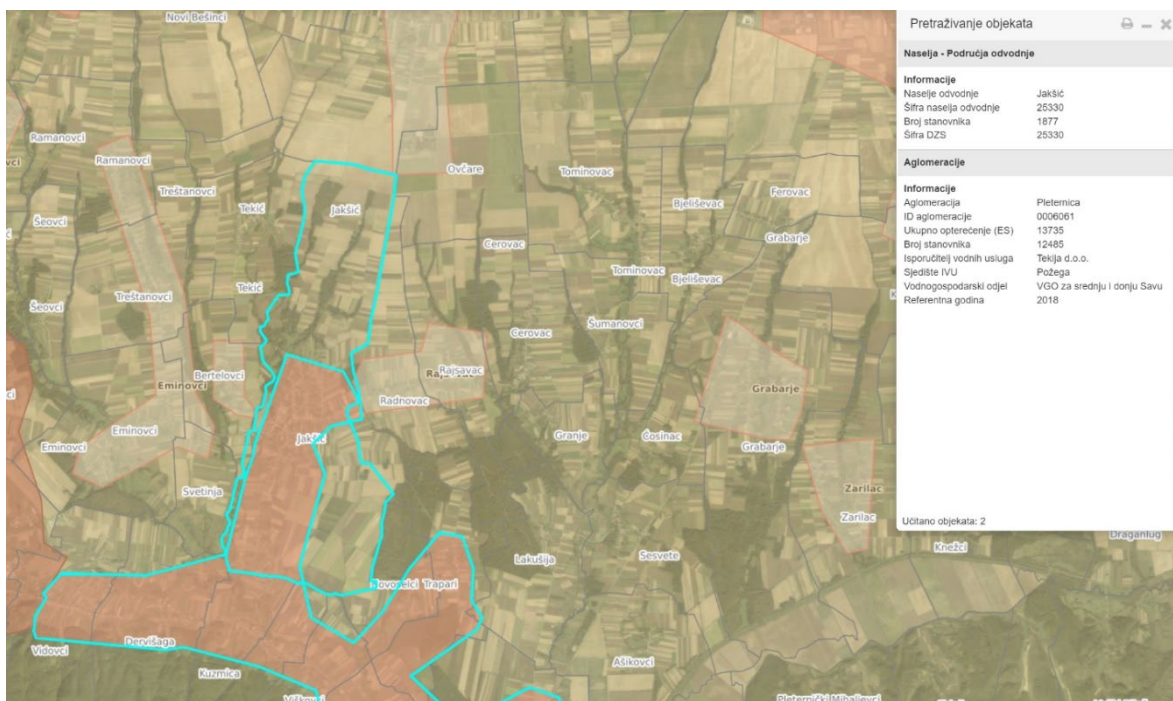 Novi Bešinci
Ramanovci
Ramanovci
Treštanovci
Tekić
Jakšić
Ovčare
Tominovac
Bjeliševac
Ferovac
Šeovci
Cerovac
Grabarje
Treštanovci
Tekić
Tominovac
Bjeliševac
Šeovci
Cerovac
Šumanovci
Bertelovci
Eminovci
Rajsavac
Radnovac
Grabarje
Eminovci
Eminovci
Jakšić
Granje
Ćosinac
Grabarje
Svetinja
Zarilac
Zarilac
Lakušija
Sesvete
Knežci
Draganlug
Novoselci
Trapari
Vidovci
Dervišaga
Kuzmica
Ašikovci
Viškovci
Pleternički Mihaljevci
Pretraživanje objekata
Naselja - Područja odvodnje
Informacije
Naselje odvodnje Jakšić
Šifra naselja odvodnje 25330
Broj stanovnika 1877
Šifra DZS 25330
Aglomeracije
Informacije
Aglomeracija Pleternica
ID aglomeracije 0006061
Ukupno opterećenje (ES) 13735
Broj stanovnika 12485
Isporučitelj vodnih usluga Tekija d.o.o.
Sjedište IVU Požega
Vodnogospodarski odjel VGO za srednju i donju Savu
Referentna godina 2018
Učitano objekata: 2